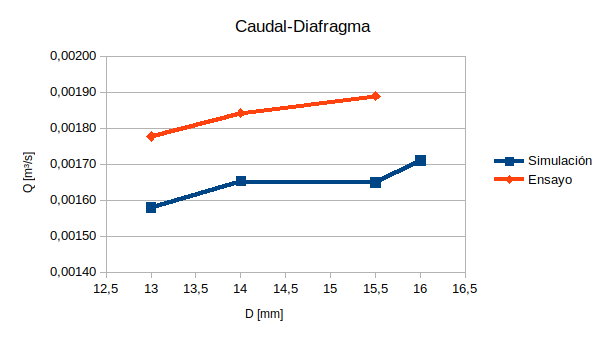 Caudal-Diafragma
0,00200
0,00190
0,00180
0,00170
0,00160
0,00150
0,00140
Q [m³/s]
12,5 13 13,5 14 14,5 15 15,5 16 16,5
D [mm]
Simulación
Ensayo